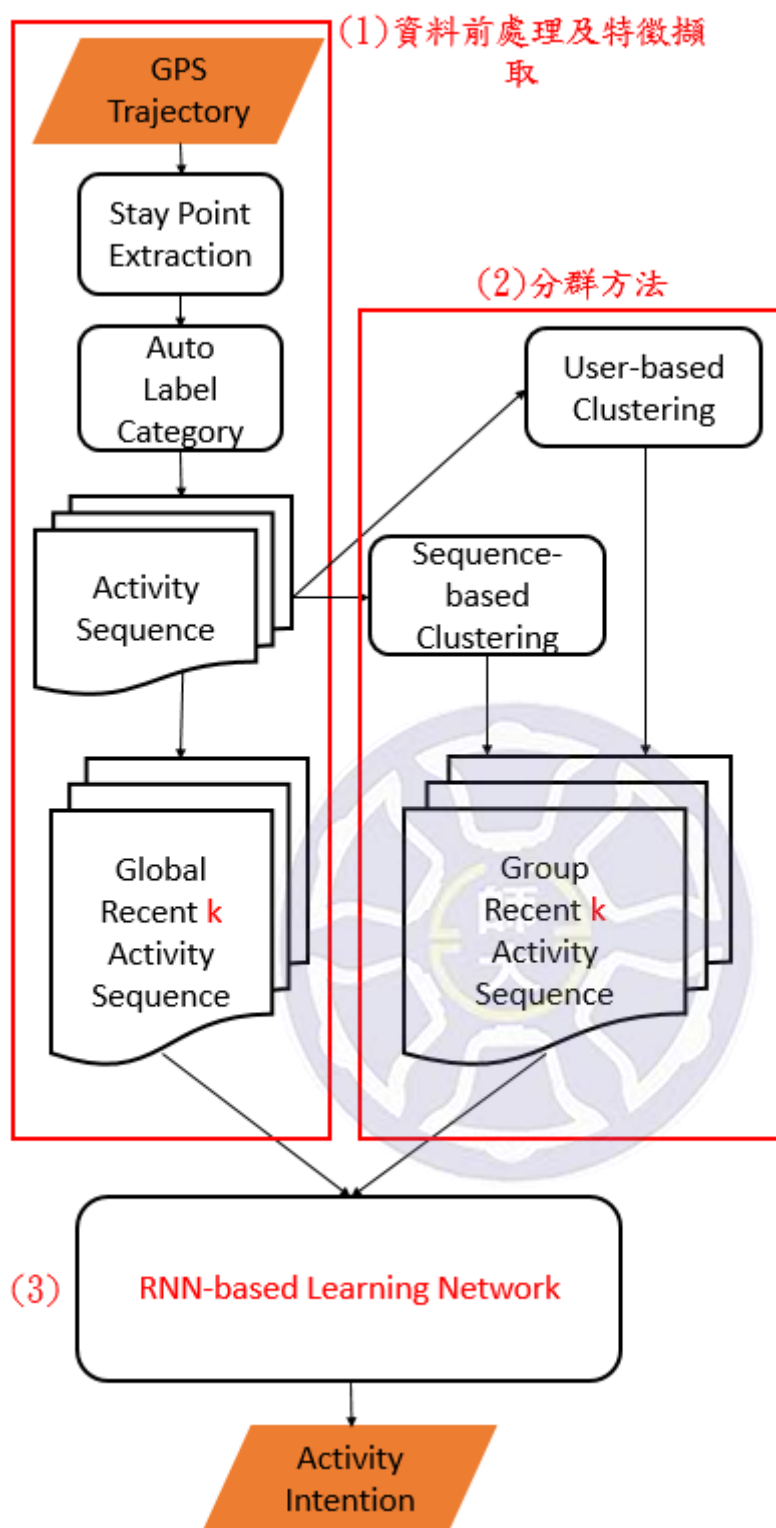 (1)資料前處理及特徵擷
取
GPS
Trajectory
Stay Point
Extraction
(2)分群方法
Auto
Label
Category
User-based
Clustering
Activity
Sequence
Sequence-
based
Clustering
Global
Recent k
Activity
Sequence
Group
Recent k
Activity
Sequence
師大
(3)
RNN-based Learning Network
Activity
Intention